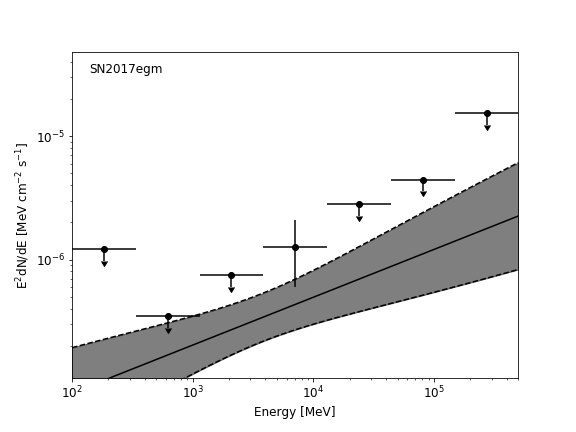 SN2017egm
E²dN/dE [MeV cm⁻² s⁻¹]
10⁻⁵
10⁻⁶
10² 10³ 10⁴ 10⁵
Energy [MeV]